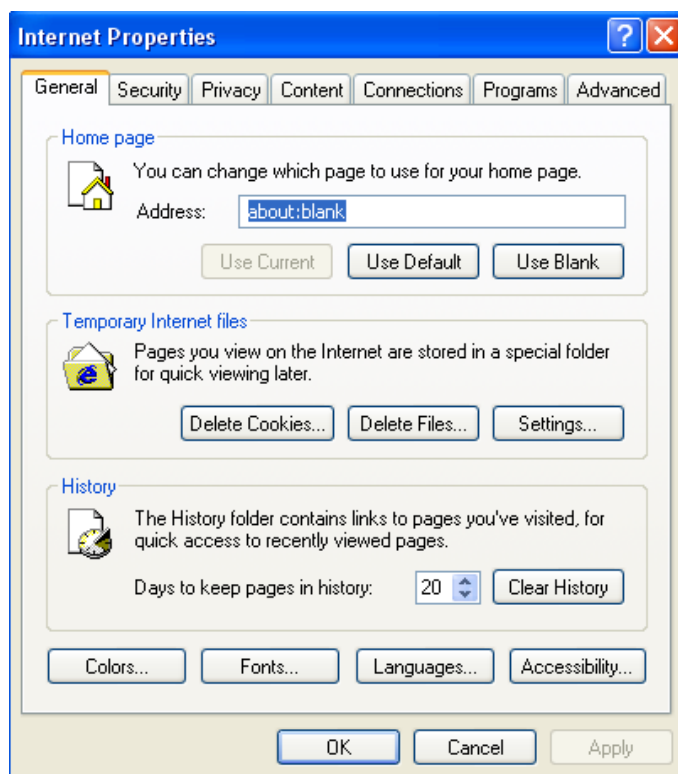 Internet Properties
General Security Privacy Content Connections Programs Advanced
Home page
You can change which page to use for your home page.
Address: about:blank
Use Current Use Default Use Blank
Temporary Internet files
Pages you view on the Internet are stored in a special folder
for quick viewing later.
Delete Cookies... Delete Files... Settings...
History
The History folder contains links to pages you've visited, for
quick access to recently viewed pages.
Days to keep pages in history: 20 Clear History
Colors... Fonts... Languages... Accessibility...
OK Cancel Apply